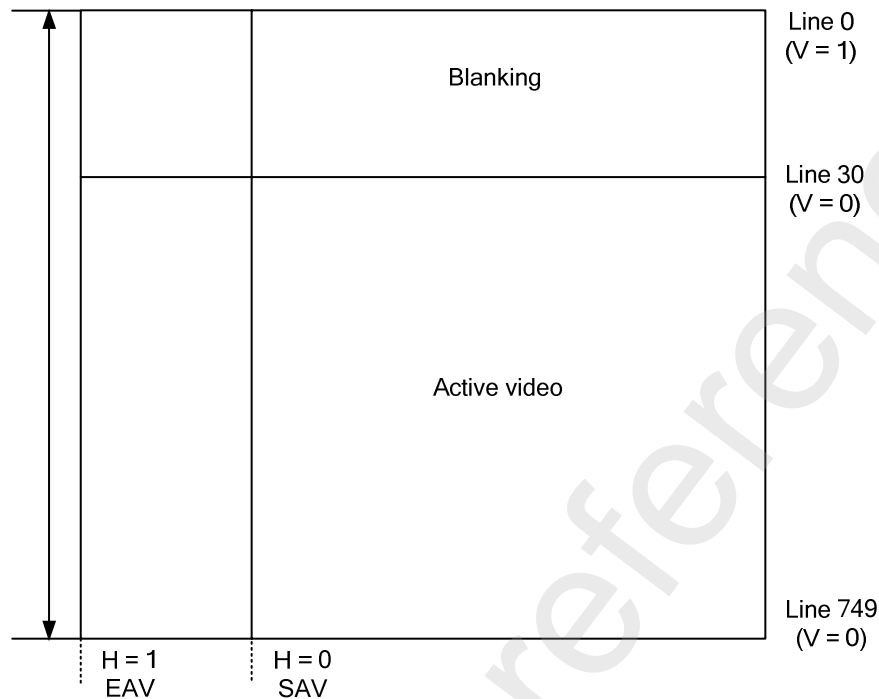 Line 0
(V = 1)
Blanking
Line 30
(V = 0)
Active video
Line 749
(V = 0)
H = 1
EAV
H = 0
SAV